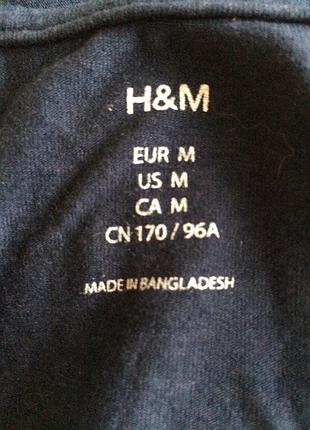 H&M
EUR M
US M
CA M
CN 170 / 96A
MADE IN BANGLADESH